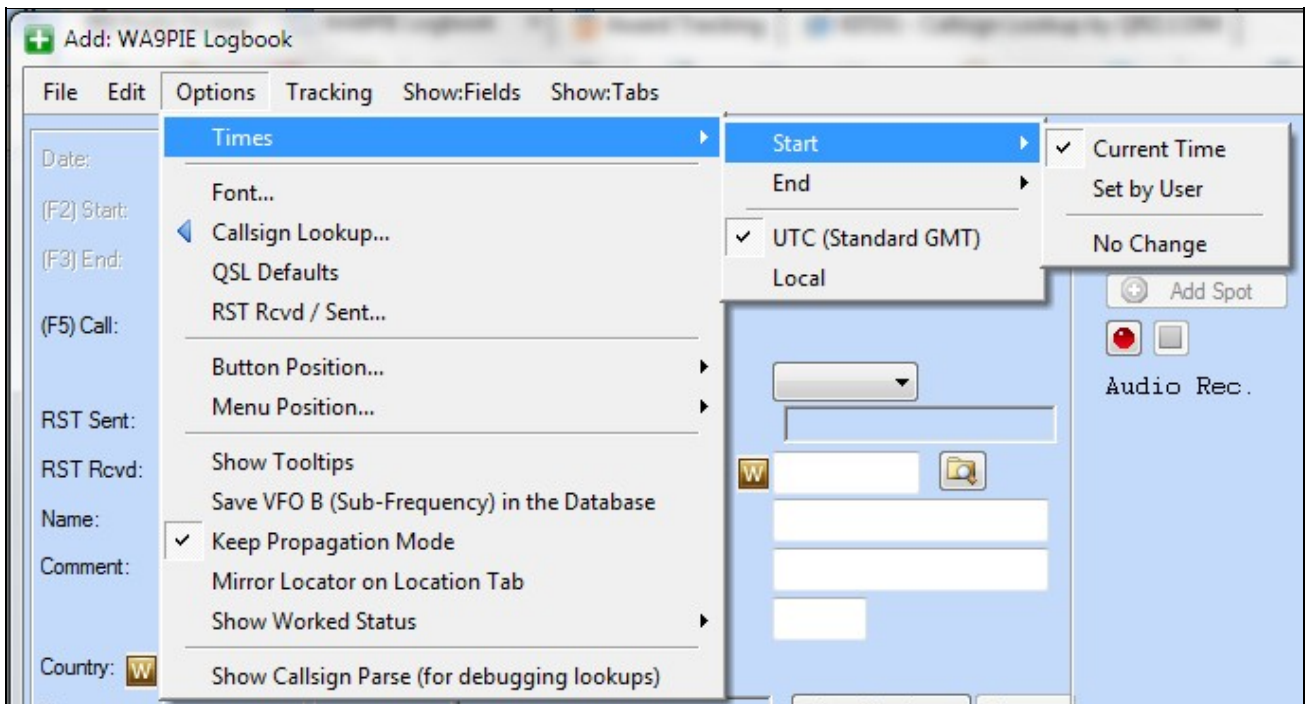 Add: WA9PIE Logbook
File Edit Options Tracking Show:Fields Show:Tabs
Times
Font...
Callsign Lookup...
QSL Defaults
RST Rcvd / Sent...
Button Position...
Menu Position...
Show Tooltips
Save VFO B (Sub-Frequency) in the Database
Keep Propagation Mode
Mirror Locator on Location Tab
Show Worked Status
Show Callsign Parse (for debugging lookups)
Start
End
UTC (Standard GMT)
Local
Current Time
Set by User
No Change
Date:
(F2) Start:
(F3) End:
(F5) Call:
RST Sent:
RST Rcvd:
Name:
Comment:
Country: W
W
Add Spot
Audio Rec.